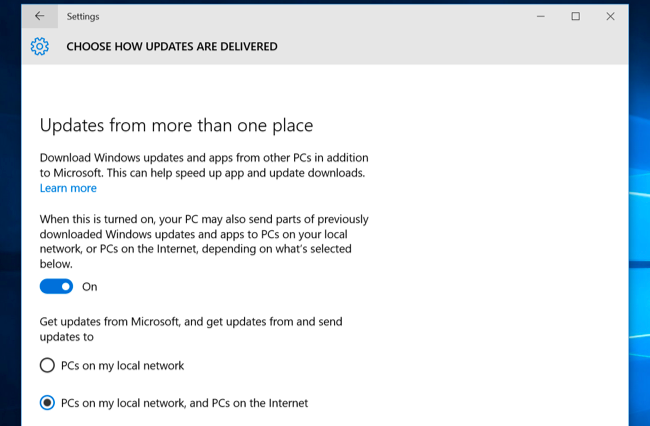 Settings
CHOOSE HOW UPDATES ARE DELIVERED
Updates from more than one place
Download Windows updates and apps from other PCs in addition
to Microsoft. This can help speed up app and update downloads.
Learn more
When this is turned on, your PC may also send parts of previously
downloaded Windows updates and apps to PCs on your local
network, or PCs on the Internet, depending on what's selected
below.
On
Get updates from Microsoft, and get updates from and send
updates to
PCs on my local network
PCs on my local network, and PCs on the Internet